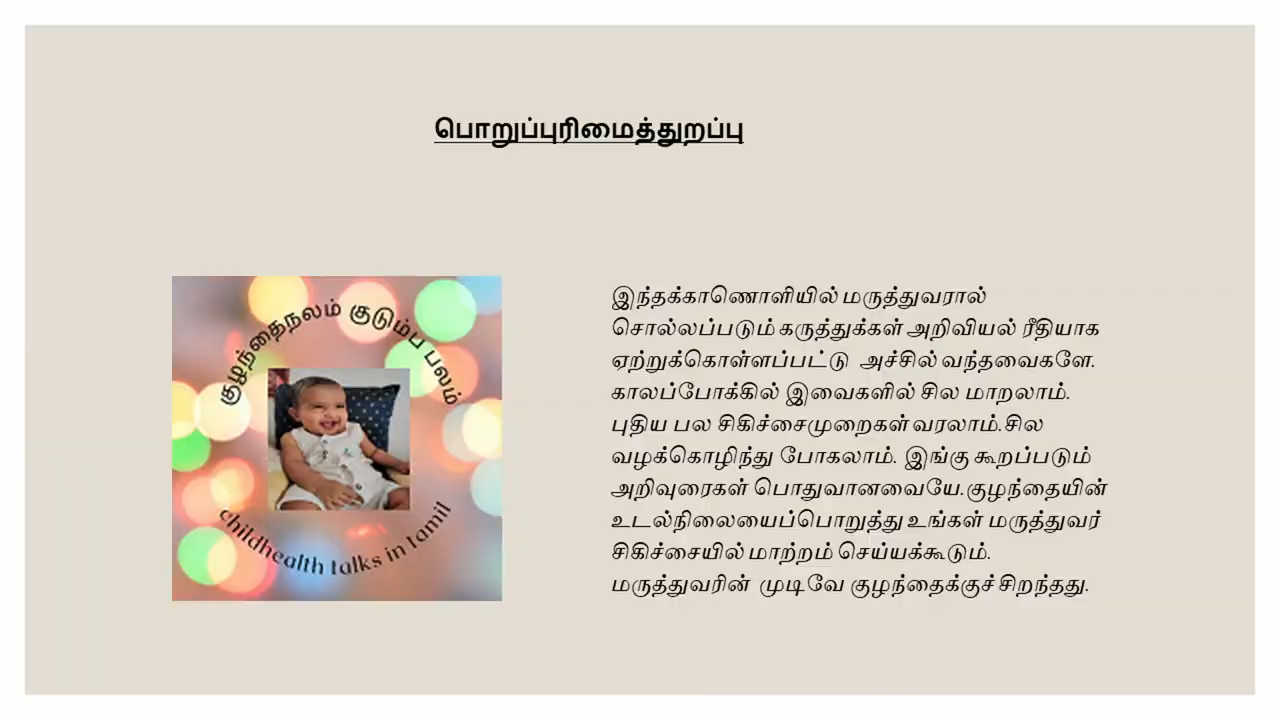 பொறுப்புரிமைத்துறப்பு
குழந்தைநலம் குடும்ப பலம்
childhealth talks in tamil
இந்தக்காணொளியில் மருத்துவரால்
சொல்லப்படும் கருத்துக்கள் அறிவியல் ரீதியாக
ஏற்றுக்கொள்ளப்பட்டு அச்சில் வந்தவைகளே.
காலப்போக்கில் இவைகளில் சில மாறலாம்.
புதிய பல சிகிச்சைமுறைகள் வரலாம்.சில
வழக்கொழிந்து போகலாம். இங்கு கூறப்படும்
அறிவுரைகள் பொதுவானவையே.குழந்தையின்
உடல்நிலையைப்பொறுத்து உங்கள் மருத்துவர்
சிகிச்சையில் மாற்றம் செய்யக்கூடும்.
மருத்துவரின் முடிவே குழந்தைக்குச் சிறந்தது.